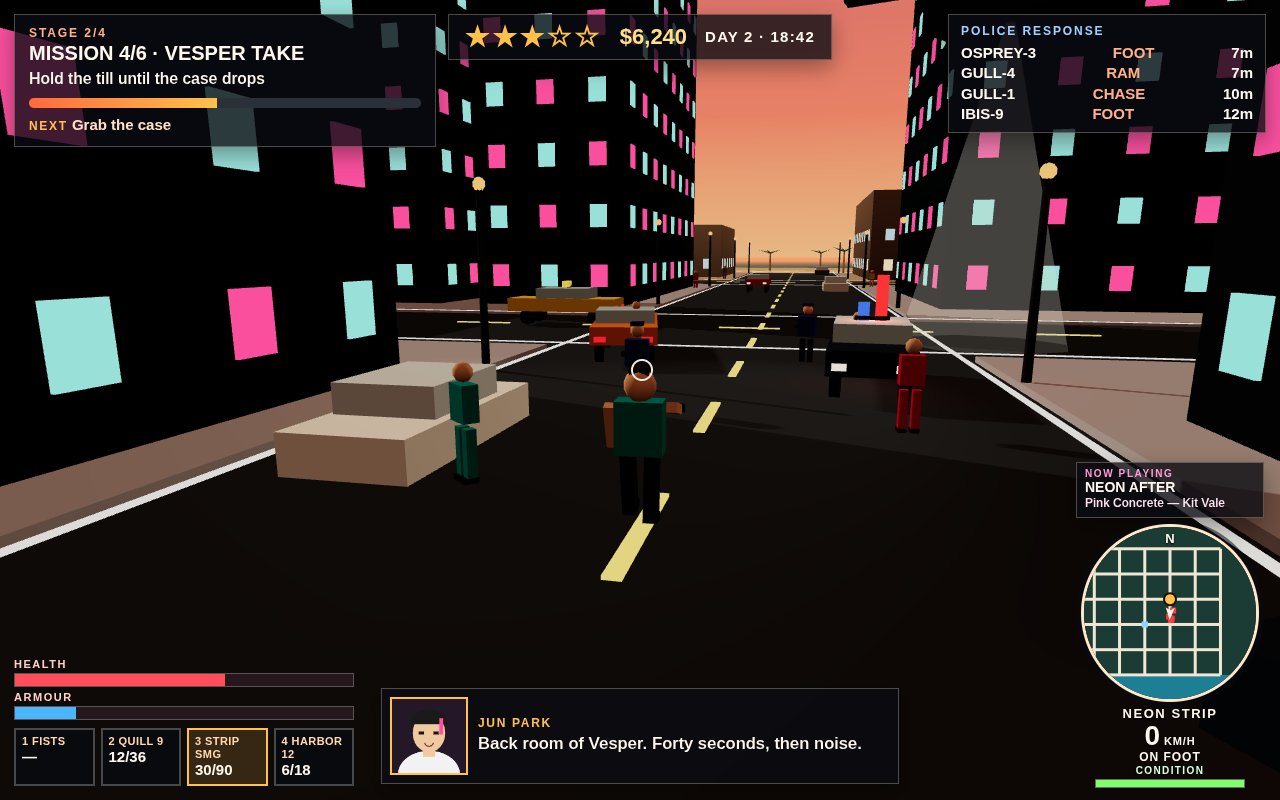 STAGE 2/4
MISSION 4/6 · VESPER TAKE
Hold the till until the case drops
NEXT Grab the case
★★★☆☆ $6,240 DAY 2 · 18:42
POLICE RESPONSE
OSPREY-3 FOOT 7m
GULL-4 RAM 7m
GULL-1 CHASE 10m
IBIS-9 FOOT 12m
NOW PLAYING
NEON AFTER
Pink Concrete — Kit Vale
N
NEON STRIP
0 KM/H
ON FOOT
CONDITION
HEALTH
ARMOUR
1 FISTS
—
2 QUILL 9
12/36
3 STRIP
SMG
30/90
4 HARBOR
12
6/18
JUN PARK
Back room of Vesper. Forty seconds, then noise.